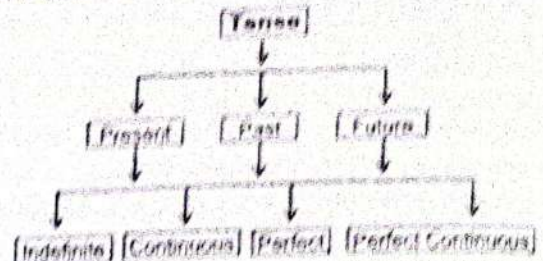 [Tense]
[Present] [Past] [Future]
[Indefinite] [Continuous] [Perfect] [Perfect Continuous]